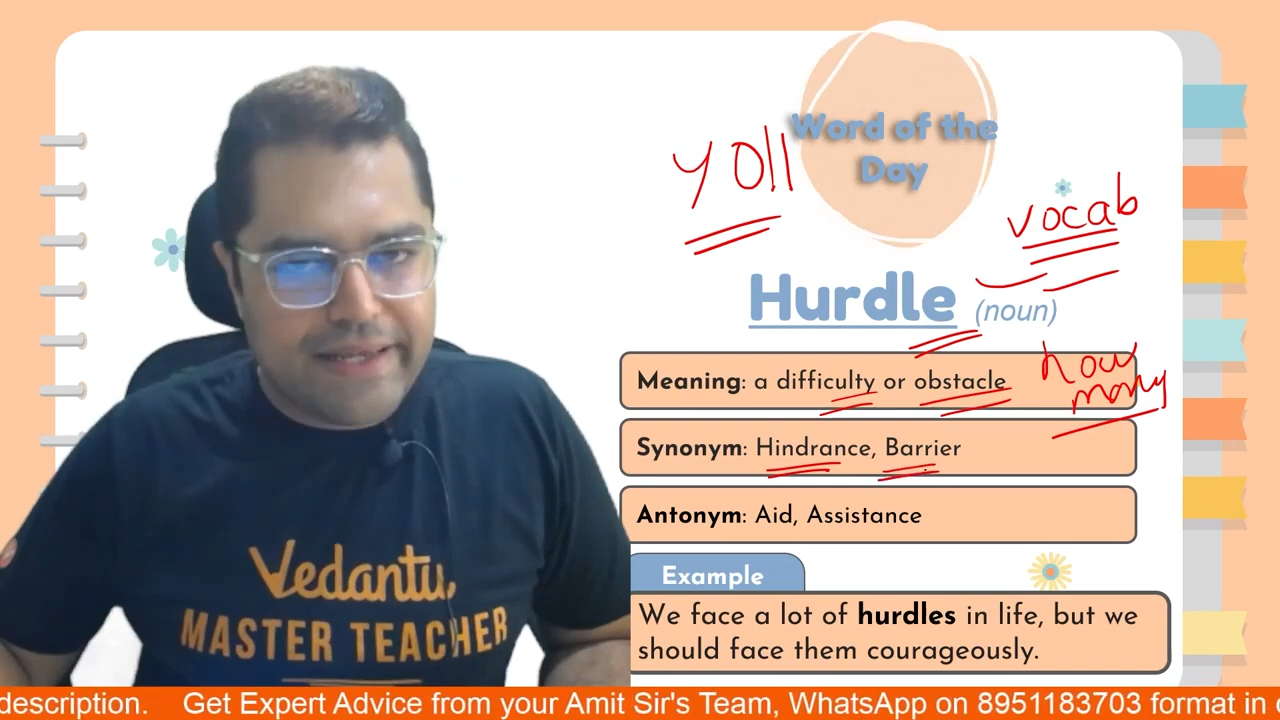 Word of the
Day
yoll
vocab
Hurdle (noun)
Meaning: a difficulty or obstacle
how
many
Synonym: Hindrance, Barrier
Antonym: Aid, Assistance
Example
We face a lot of hurdles in life, but we
should face them courageously.
Vedantu
MASTER TEACHER
description. Get Expert Advice from your Amit Sir's Team, WhatsApp on 8951183703 format in